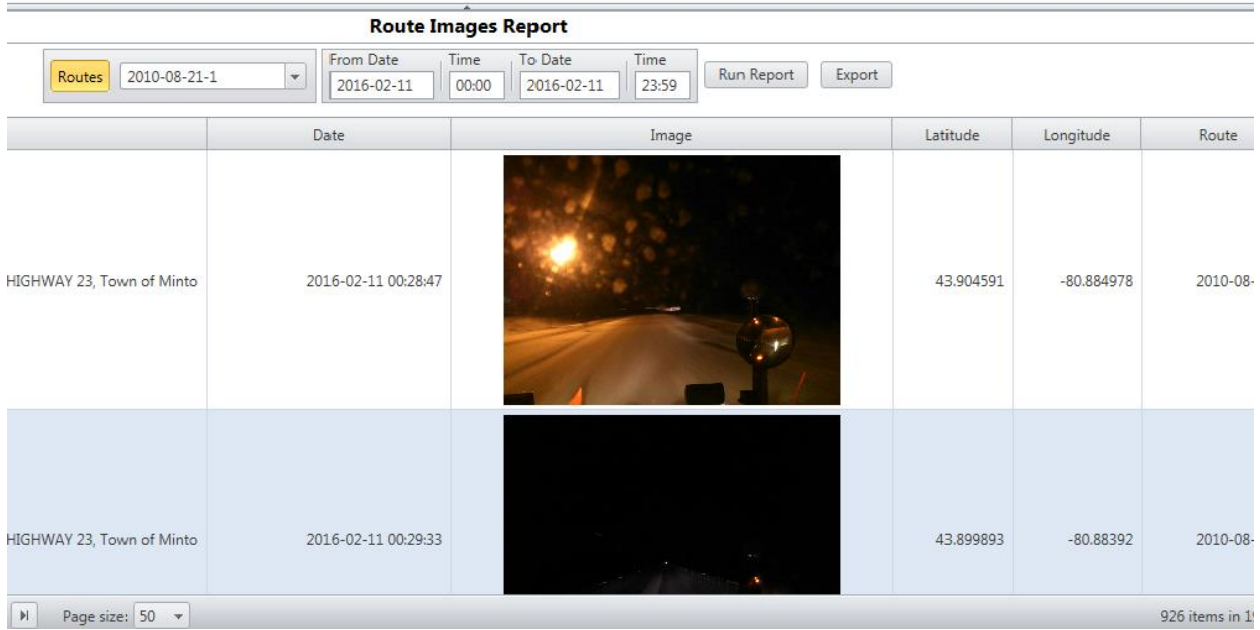 Route Images Report
From Date Time To Date Time
Routes 2010-08-21-1 2016-02-11 00:00 2016-02-11 23:59 Run Report Export
Date Image Latitude Longitude Route
HIGHWAY 23, Town of Minto 2016-02-11 00:28:47 43.904591 -80.884978 2010-08-
HIGHWAY 23, Town of Minto 2016-02-11 00:29:33 43.899893 -80.88392 2010-08-
Page size: 50 926 items in 19